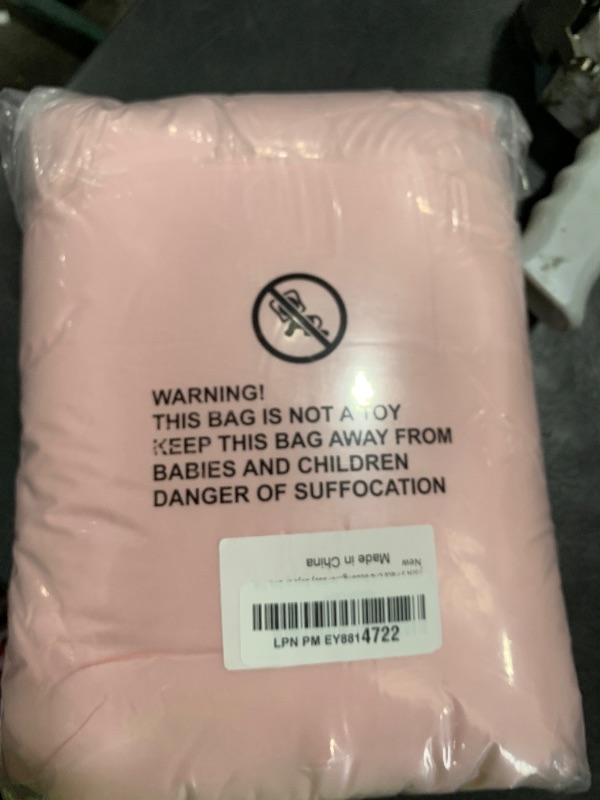 WARNING!
THIS BAG IS NOT A TOY
KEEP THIS BAG AWAY FROM
BABIES AND CHILDREN
DANGER OF SUFFOCATION
New
Made in China
LPN PM EY8814722